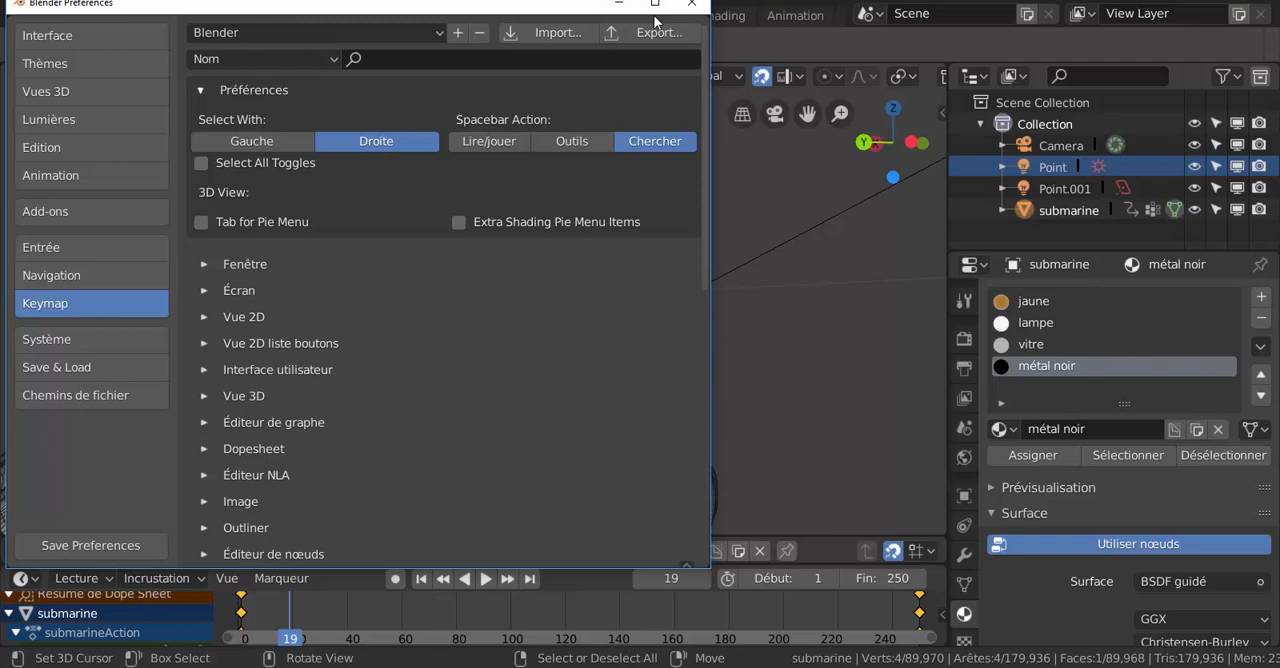 Blender Preferences
Interface
Thèmes
Vues 3D
Lumières
Edition
Animation
Add-ons
Entrée
Navigation
Keymap
Système
Save & Load
Chemins de fichier
Save Preferences
Blender
Import...
Export...
Nom
Préférences
Select With:
Spacebar Action:
Gauche
Droite
Lire/jouer
Outils
Chercher
Select All Toggles
3D View:
Tab for Pie Menu
Extra Shading Pie Menu Items
Fenêtre
Écran
Vue 2D
Vue 2D liste boutons
Interface utilisateur
Vue 3D
Éditeur de graphe
Dopesheet
Éditeur NLA
Image
Outliner
Éditeur de nœuds
Animation
Scene
View Layer
Z
Y
Scene Collection
Collection
Camera
Point
Point.001
submarine
submarine
métal noir
jaune
lampe
vitre
métal noir
métal noir
Assigner
Sélectionner
Désélectionner
Prévisualisation
Surface
Utiliser nœuds
Surface
BSDF guidé
GGX
Christensen-Burley
Lecture
Incrustation
Vue
Marqueur
19
Début:
1
Fin:
250
Résumé de Dope Sheet
submarine
submarineAction
0
19
40
60
80
100
120
140
160
180
200
220
240
Set 3D Cursor
Box Select
Rotate View
Select or Deselect All
Move
submarine | Verts:4/89,970 | Arêtes:4/179,936 | Faces:1/89,968 | Tris:179,936 | Mem: 23